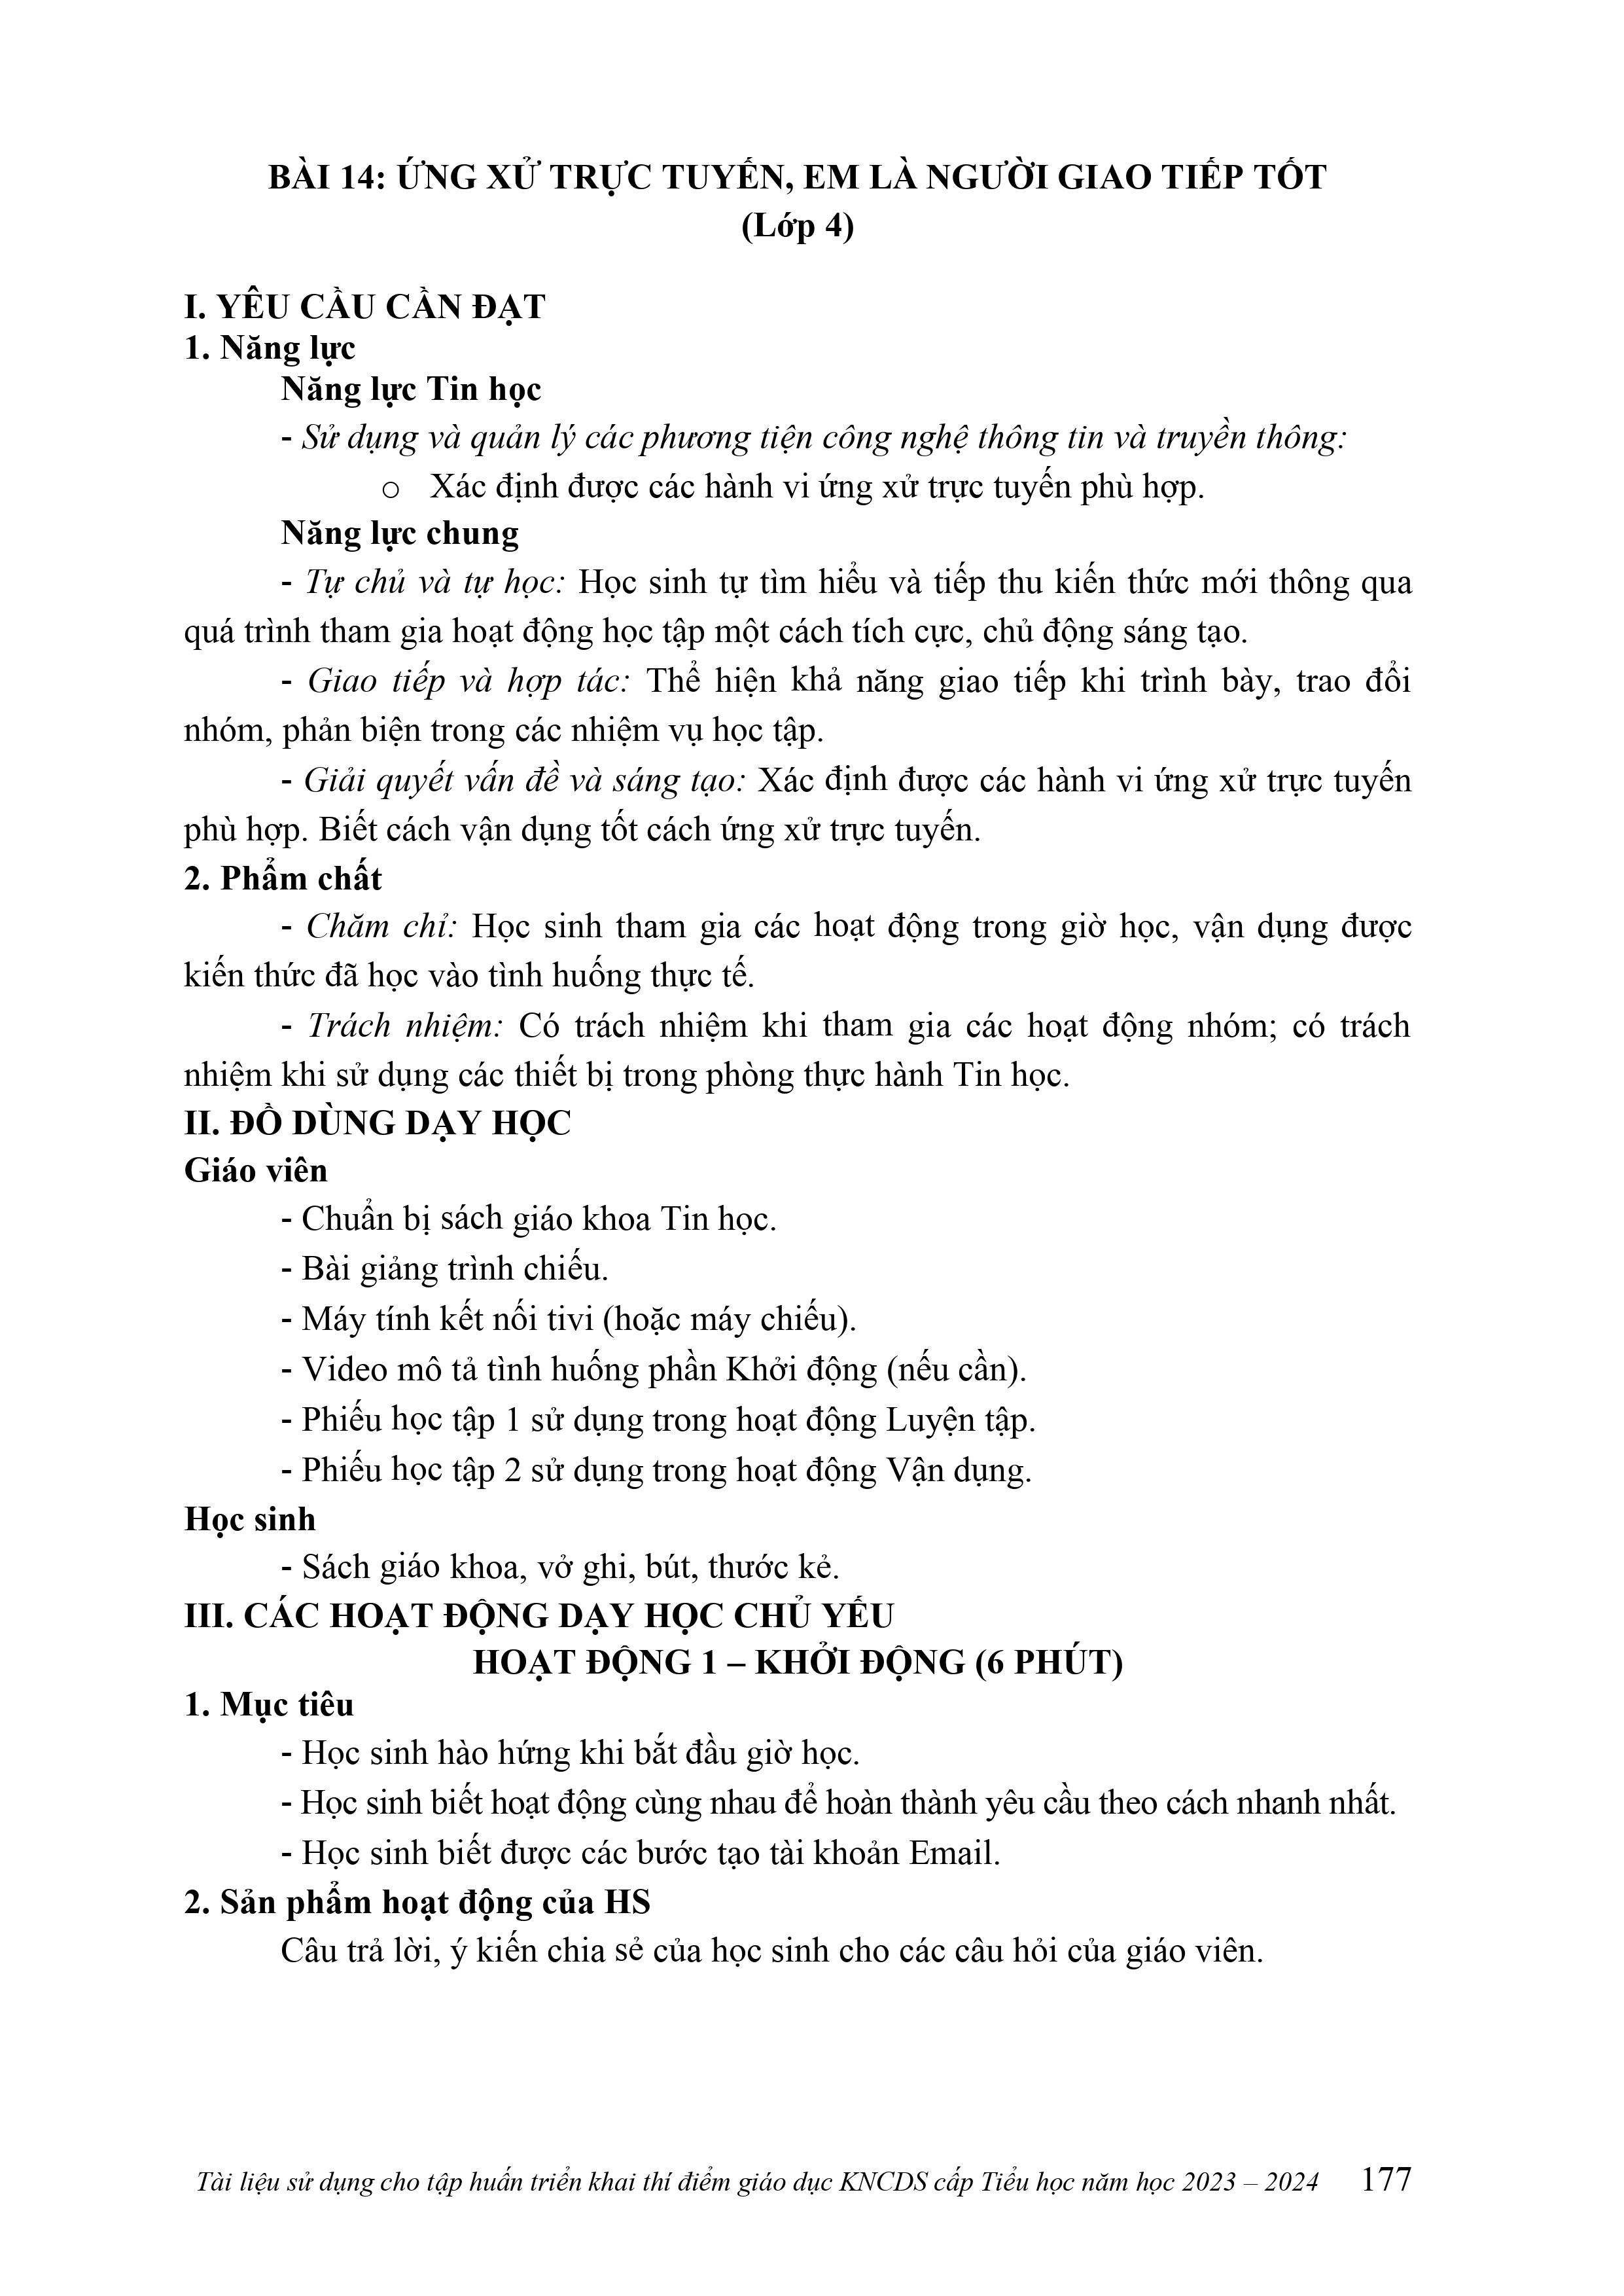 BÀI 14: ỨNG XỬ TRỰC TUYẾN, EM LÀ NGƯỜI GIAO TIẾP TỐT
(Lớp 4)
I. YÊU CẦU CẦN ĐẠT
1. Năng lực
Năng lực Tin học
- Sử dụng và quản lý các phương tiện công nghệ thông tin và truyền thông:
o Xác định được các hành vi ứng xử trực tuyến phù hợp.
Năng lực chung
- Tự chủ và tự học: Học sinh tự tìm hiểu và tiếp thu kiến thức mới thông qua
quá trình tham gia hoạt động học tập một cách tích cực, chủ động sáng tạo.
- Giao tiếp và hợp tác: Thể hiện khả năng giao tiếp khi trình bày, trao đổi
nhóm, phản biện trong các nhiệm vụ học tập.
- Giải quyết vấn đề và sáng tạo: Xác định được các hành vi ứng xử trực tuyến
phù hợp. Biết cách vận dụng tốt cách ứng xử trực tuyến.
2. Phẩm chất
- Chăm chỉ: Học sinh tham gia các hoạt động trong giờ học, vận dụng được
kiến thức đã học vào tình huống thực tế.
- Trách nhiệm: Có trách nhiệm khi tham gia các hoạt động nhóm; có trách
nhiệm khi sử dụng các thiết bị trong phòng thực hành Tin học.
II. ĐỒ DÙNG DẠY HỌC
Giáo viên
- Chuẩn bị sách giáo khoa Tin học.
- Bài giảng trình chiếu.
- Máy tính kết nối tivi (hoặc máy chiếu).
- Video mô tả tình huống phần Khởi động (nếu cần).
- Phiếu học tập 1 sử dụng trong hoạt động Luyện tập.
- Phiếu học tập 2 sử dụng trong hoạt động Vận dụng.
Học sinh
- Sách giáo khoa, vở ghi, bút, thước kẻ.
III. CÁC HOẠT ĐỘNG DẠY HỌC CHỦ YẾU
HOẠT ĐỘNG 1 – KHỞI ĐỘNG (6 PHÚT)
1. Mục tiêu
- Học sinh hào hứng khi bắt đầu giờ học.
- Học sinh biết hoạt động cùng nhau để hoàn thành yêu cầu theo cách nhanh nhất.
- Học sinh biết được các bước tạo tài khoản Email.
2. Sản phẩm hoạt động của HS
Câu trả lời, ý kiến chia sẻ của học sinh cho các câu hỏi của giáo viên.
Tài liệu sử dụng cho tập huấn triển khai thí điểm giáo dục KNCDS cấp Tiểu học năm học 2023 – 2024 177